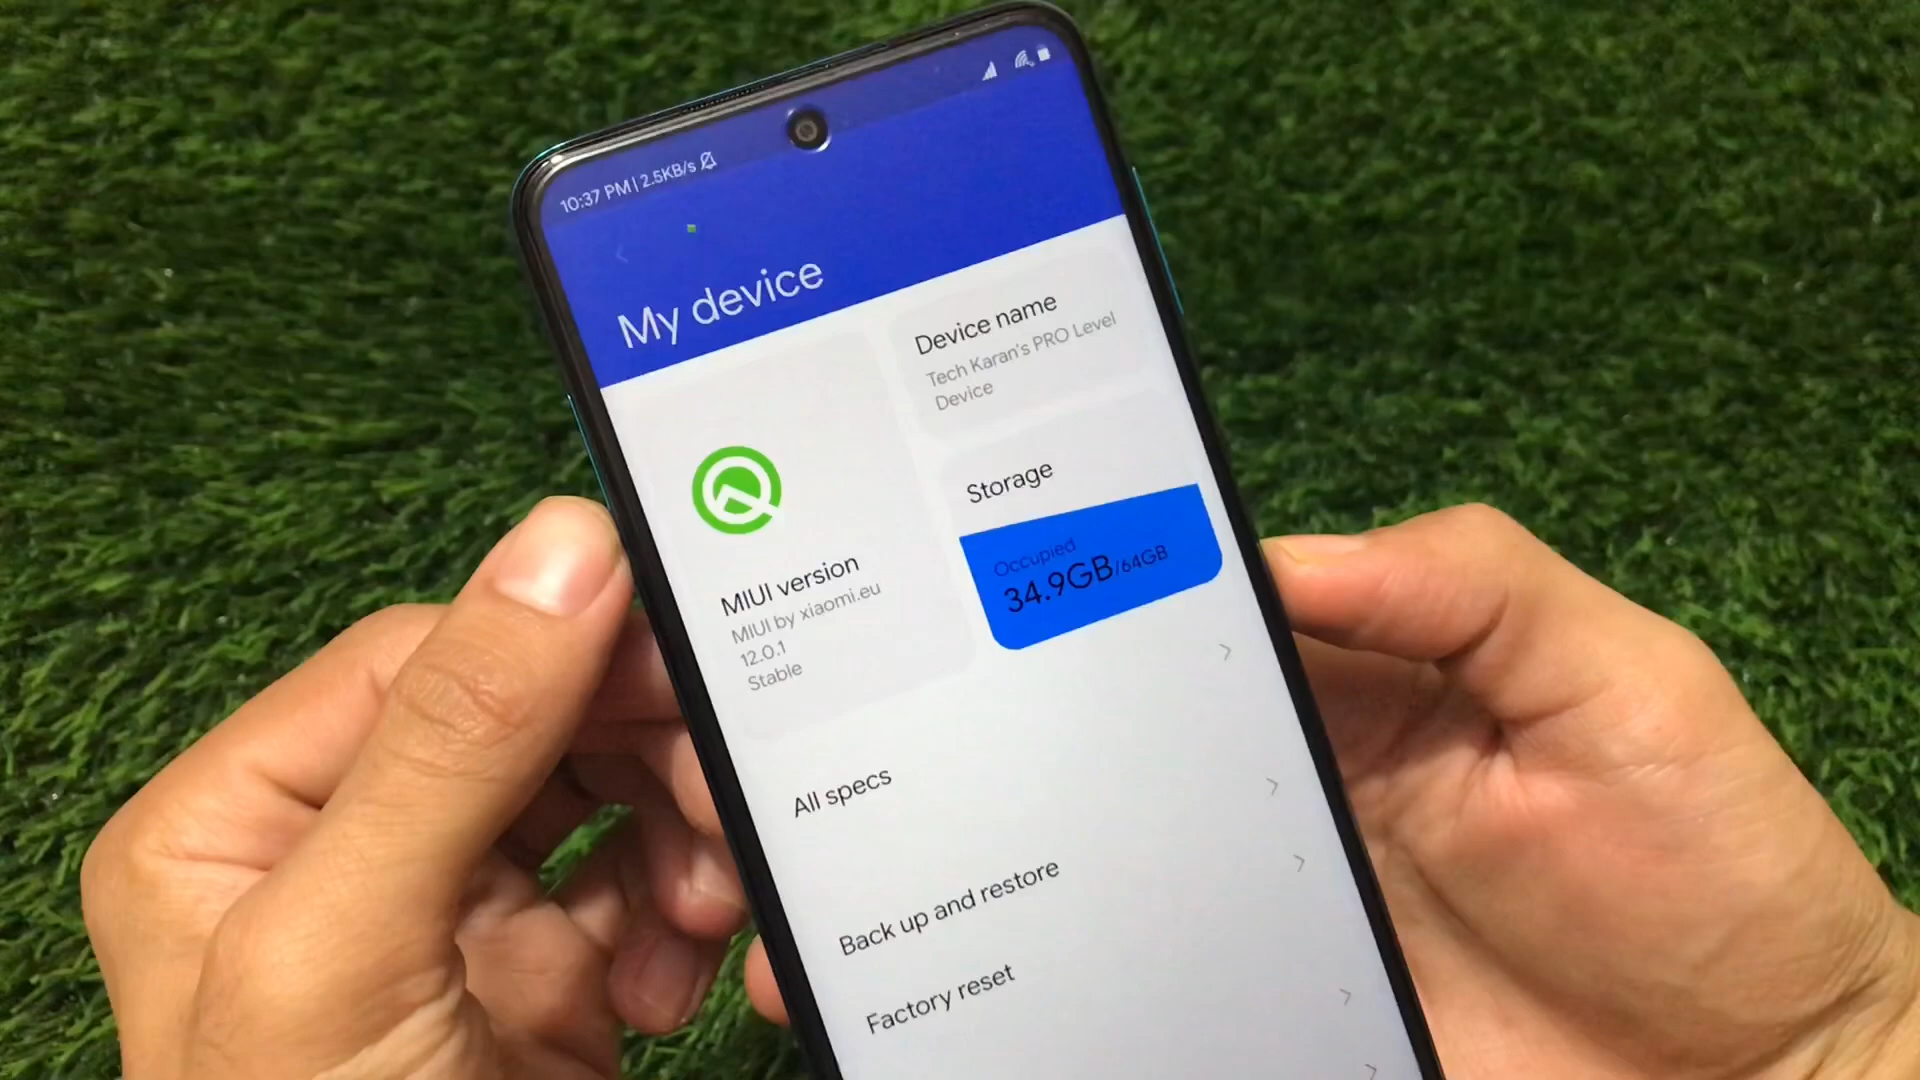 10:37 PM | 2.5KB/s
My device
Device name
Tech Karan's PRO Level
Device
Storage
Occupied
34.9GB/64GB
MIUI version
MIUI by xiaomi.eu
12.0.1
Stable
All specs
Back up and restore
Factory reset